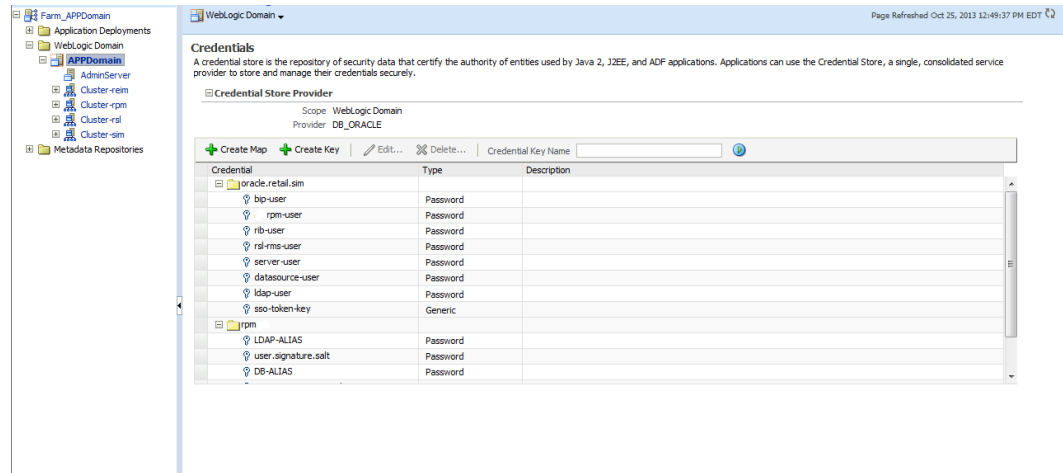 Farm_APPDomain
Application Deployments
WebLogic Domain
APPDomain
AdminServer
Cluster-reim
Cluster-rpm
Cluster-rsl
Cluster-sim
Metadata Repositories
WebLogic Domain
Page Refreshed Oct 25, 2013 12:49:37 PM EDT
Credentials
A credential store is the repository of security data that certify the authority of entities used by Java 2, J2EE, and ADF applications. Applications can use the Credential Store, a single, consolidated service
provider to store and manage their credentials securely.
Credential Store Provider
Scope WebLogic Domain
Provider DB_ORACLE
Create Map Create Key Edit... Delete... Credential Key Name
Credential Type Description
oracle.retail.sim
bip-user Password
rpm-user Password
rib-user Password
rsl-rms-user Password
server-user Password
datasource-user Password
ldap-user Password
sso-token-key Generic
rpm
LDAP-ALIAS Password
user.signature.salt Password
DB-ALIAS Password